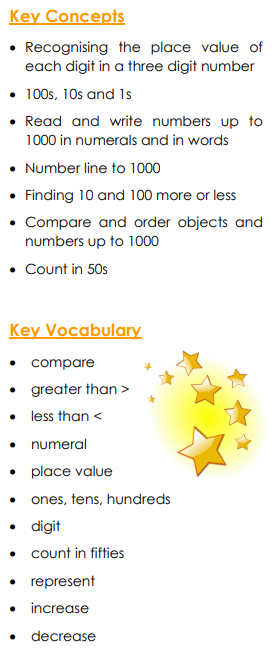 Key Concepts
• Recognising the place value of
each digit in a three digit number
• 100s, 10s and 1s
• Read and write numbers up to
1000 in numerals and in words
• Number line to 1000
• Finding 10 and 100 more or less
• Compare and order objects and
numbers up to 1000
• Count in 50s
Key Vocabulary
• compare
• greater than >
• less than <
• numeral
• place value
• ones, tens, hundreds
• digit
• count in fifties
• represent
• increase
• decrease